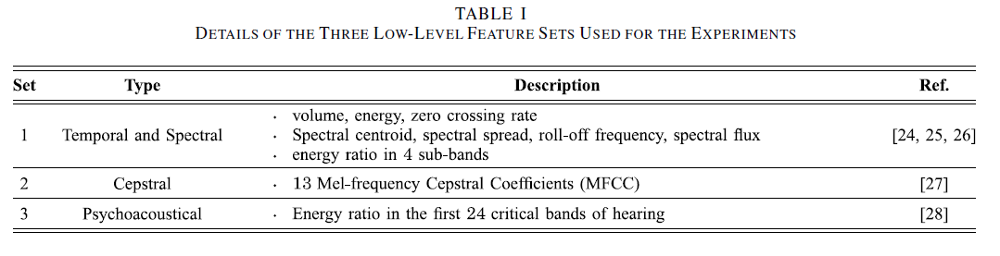 TABLE I
DETAILS OF THE THREE LOW-LEVEL FEATURE SETS USED FOR THE EXPERIMENTS
Set Type Description Ref.
· volume, energy, zero crossing rate
1 Temporal and Spectral · Spectral centroid, spectral spread, roll-off frequency, spectral flux [24, 25, 26]
· energy ratio in 4 sub-bands
2 Cepstral · 13 Mel-frequency Cepstral Coefficients (MFCC) [27]
3 Psychoacoustical · Energy ratio in the first 24 critical bands of hearing [28]